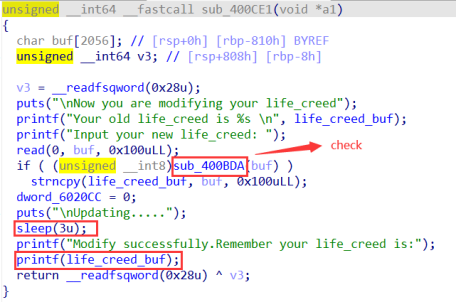 unsigned __int64 __fastcall sub_400CE1(void *a1)
{
char buf[2056]; // [rsp+0h] [rbp-810h] BYREF
unsigned __int64 v3; // [rsp+808h] [rbp-8h]
v3 = __readfsqword(0x28u);
puts("\nNow you are modifying your life_creed");
printf("Your old life_creed is %s \n", life_creed_buf);
printf("Input your new life_creed: ");
read(0, buf, 0x100uLL);
if ( (unsigned __int8)sub_400BDA(buf) ) check
strncpy(life_creed_buf, buf, 0x100uLL);
dword_6020CC = 0;
puts("\nUpdating.....");
sleep(3u);
printf("Modify successfully.Remember your life_creed is:");
printf(life_creed_buf);
return __readfsqword(0x28u) ^ v3;
}